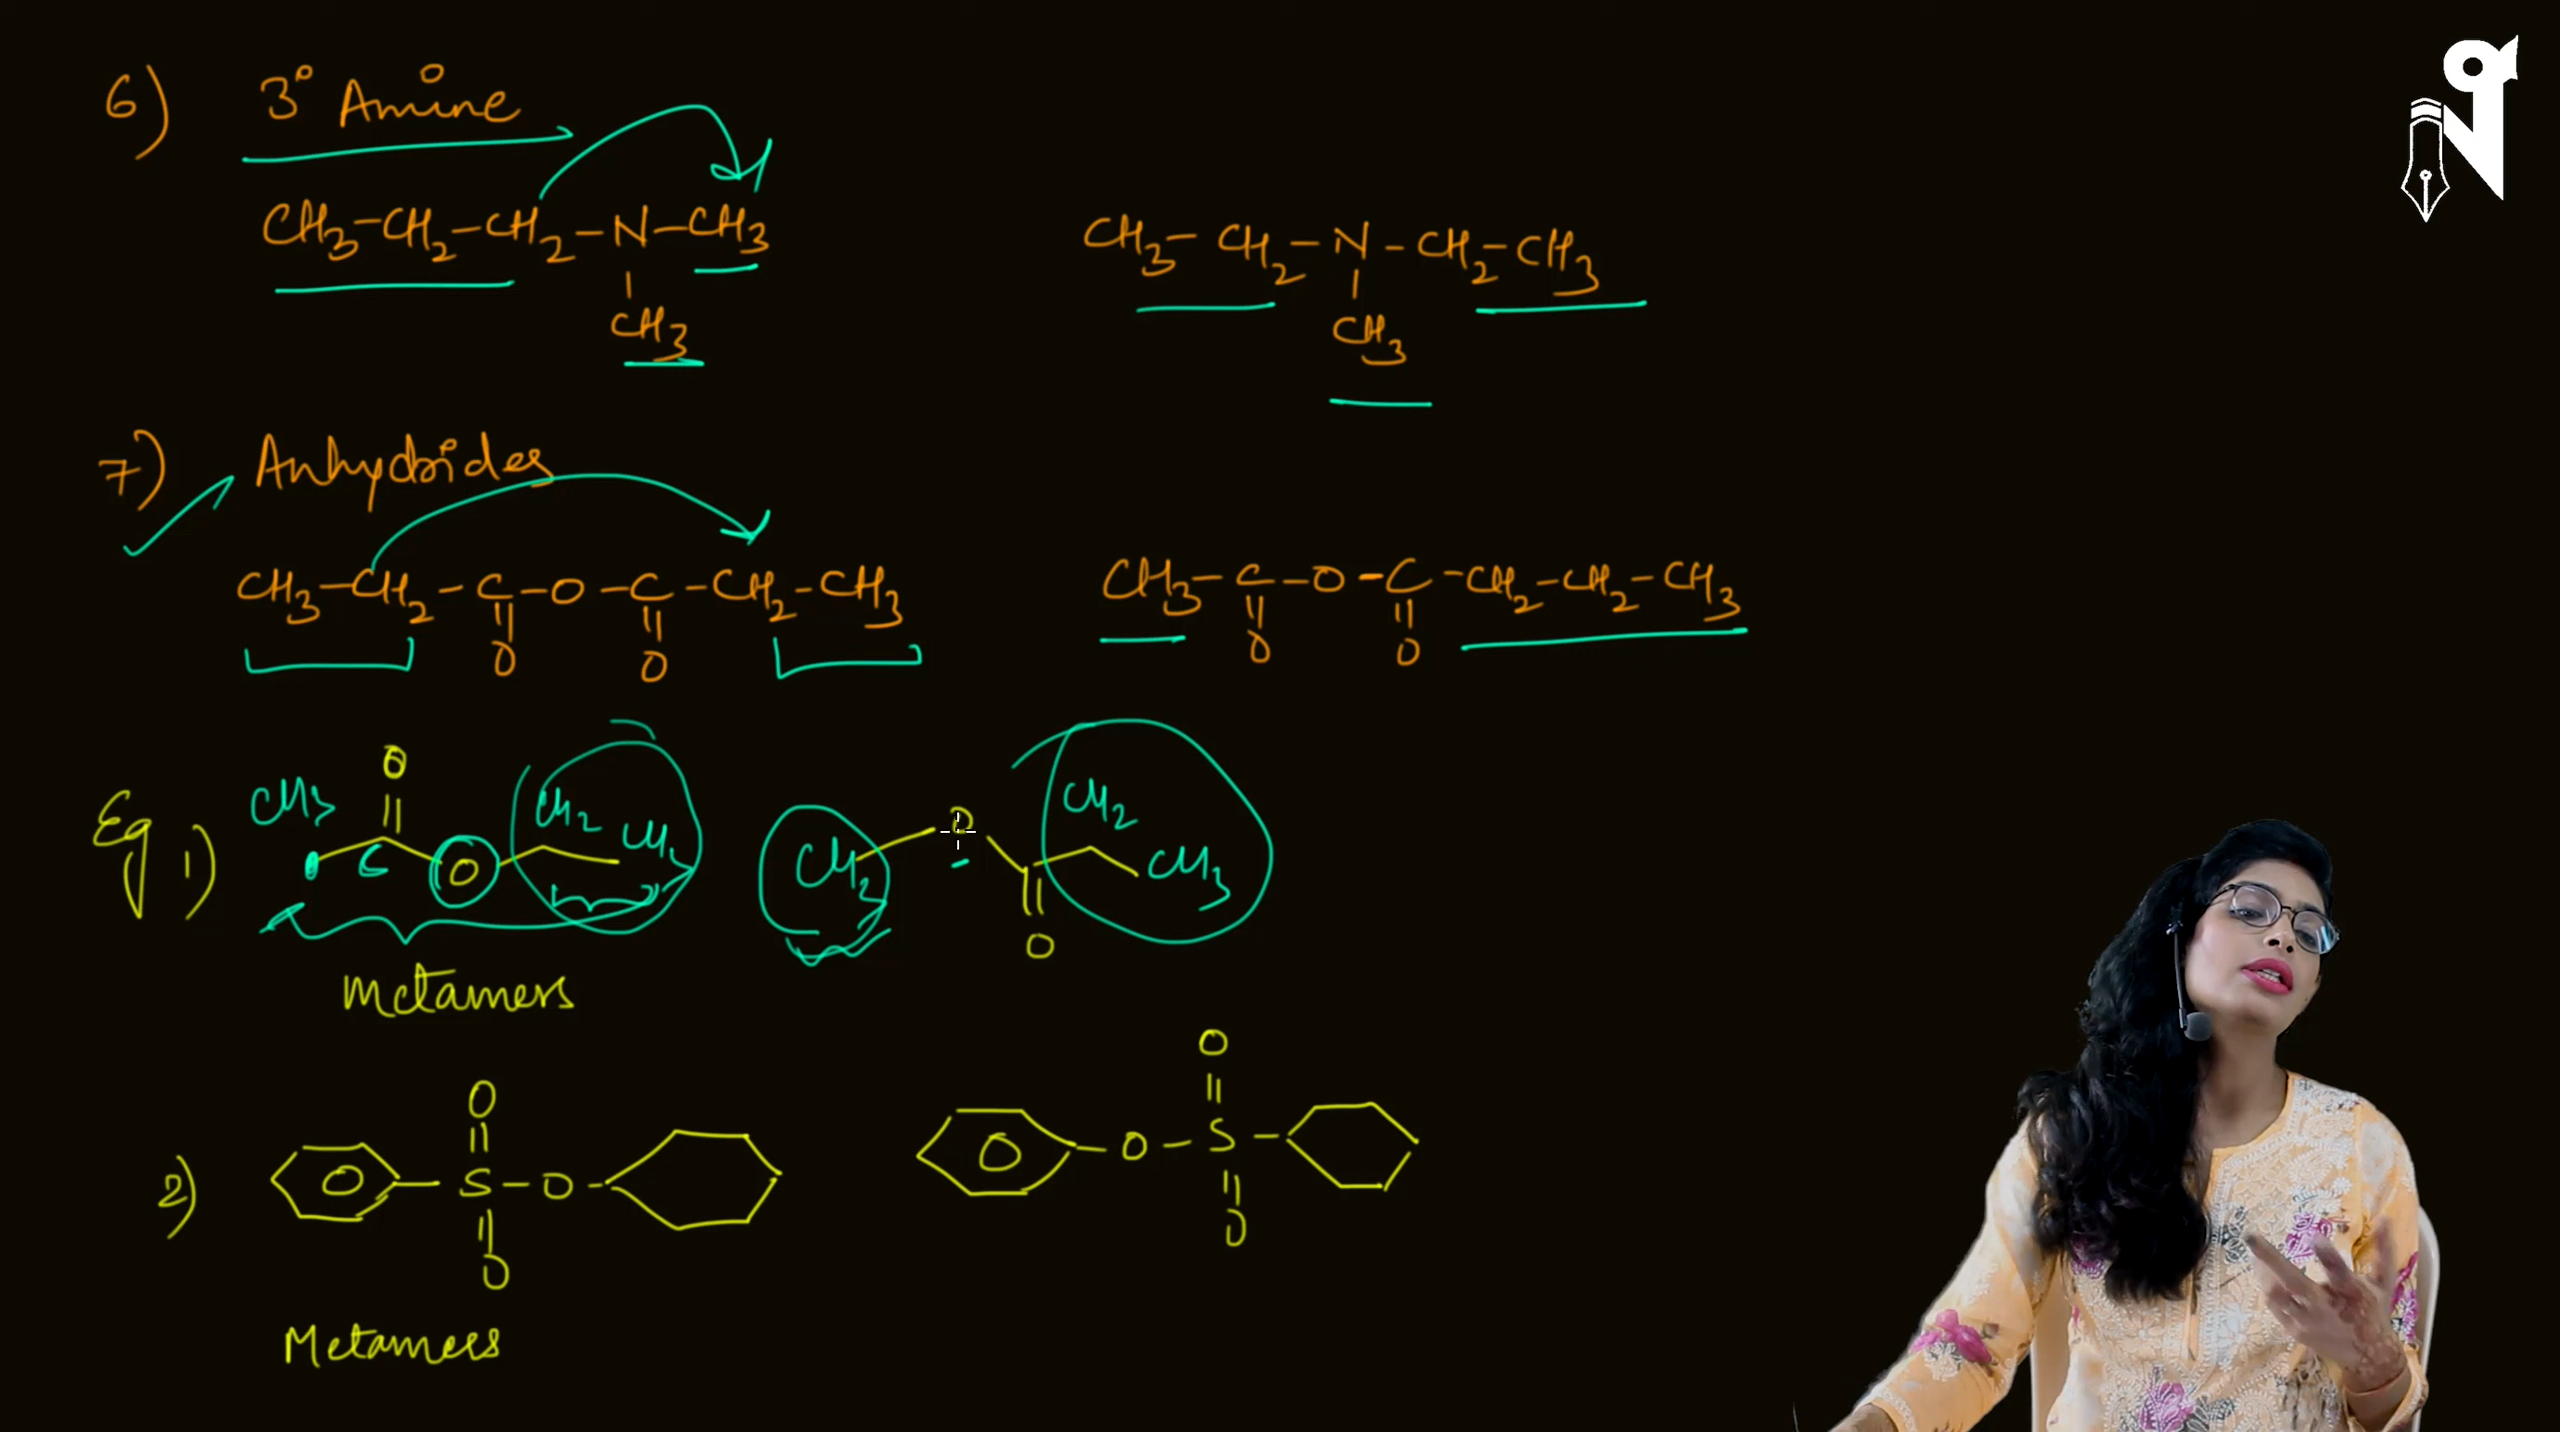 6) 3° Amine
CH3-CH2-CH2-N-CH3
CH3
CH3-CH2-N-CH2-CH3
CH3
7) Anhydrides
CH3-CH2-C-O-C-CH2-CH3
O O
CH3-C-O-C-CH2-CH2-CH3
O O
Eg 1) CH3 O C O CH2 CH3
CH3 O CH2 CH3
O
Metamers
2) O
O S-O-
O
O
O -O-S-
O
Metamers